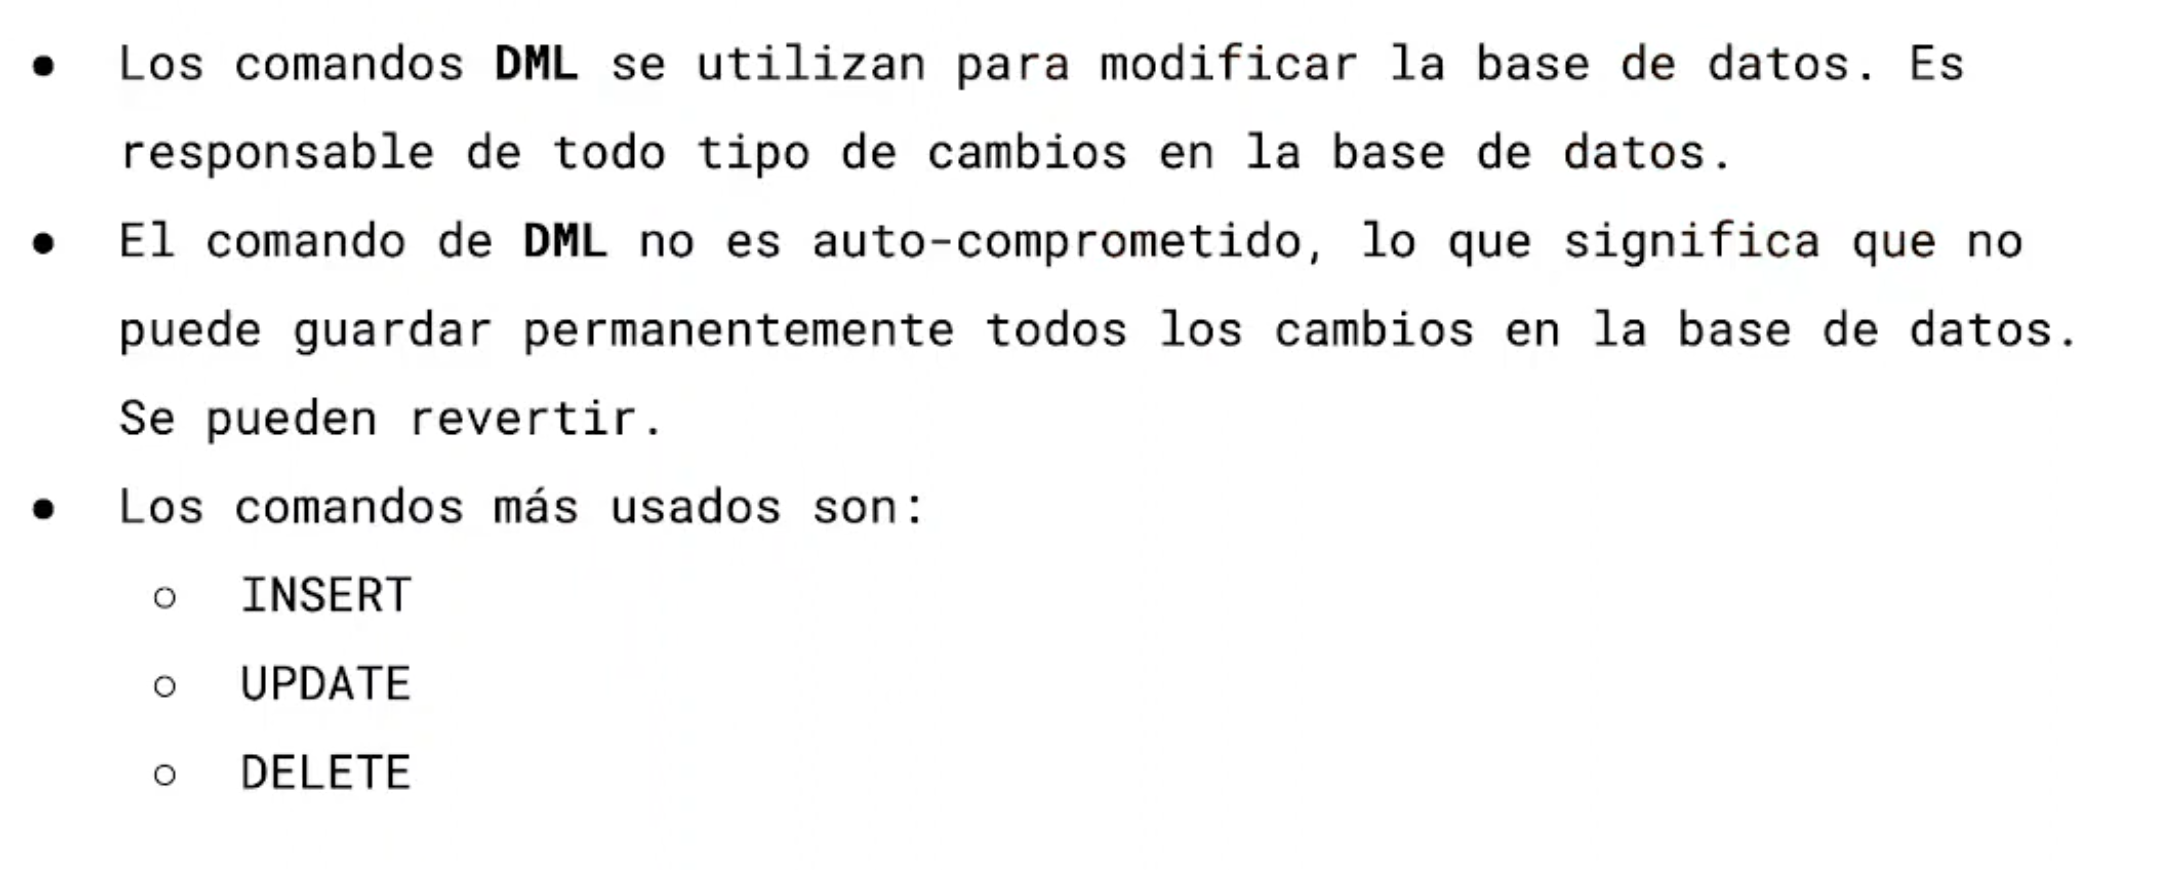 ● Los comandos DML se utilizan para modificar la base de datos. Es
responsable de todo tipo de cambios en la base de datos.
● El comando de DML no es auto-comprometido, lo que significa que no
puede guardar permanentemente todos los cambios en la base de datos.
Se pueden revertir.
● Los comandos más usados son:
○ INSERT
○ UPDATE
○ DELETE